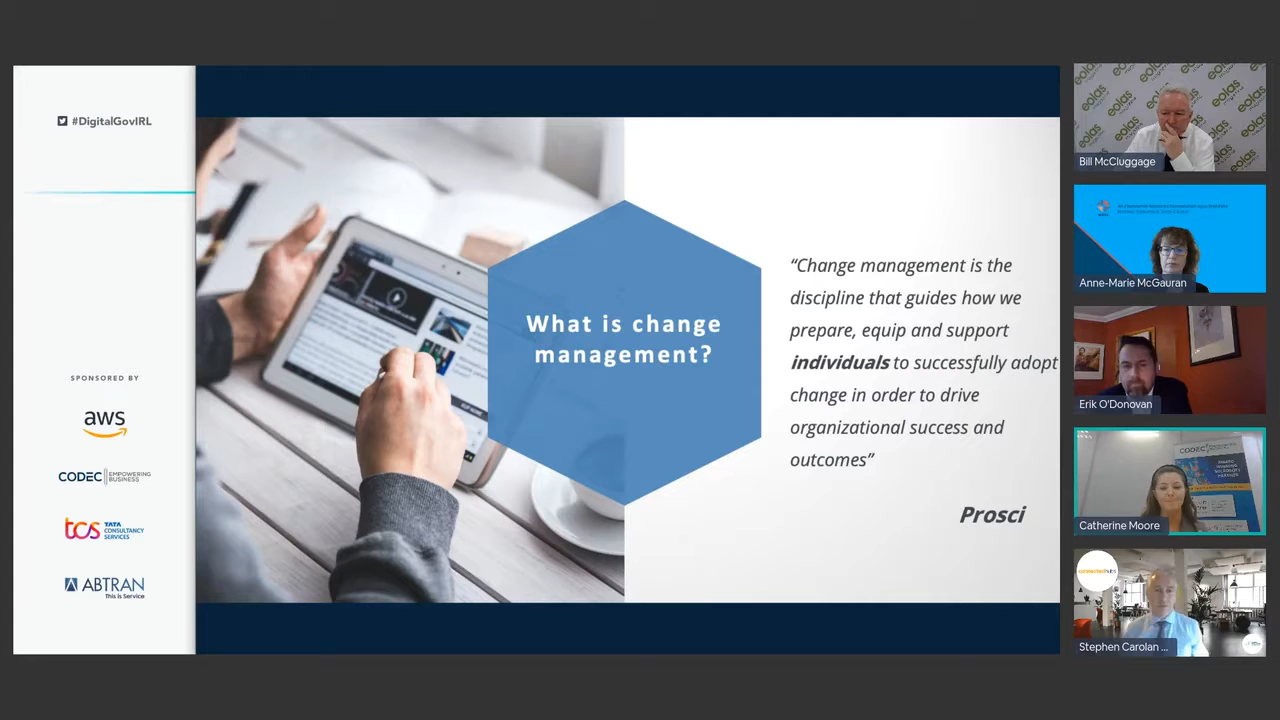 #DigitalGovIRL
SPONSORED BY
aws
CODEC EMPOWERING
BUSINESS
tcs TATA
CONSULTANCY
SERVICES
ABTRAN
This is Service
What is change
management?
“Change management is the
discipline that guides how we
prepare, equip and support
individuals to successfully adopt
change in order to drive
organizational success and
outcomes”
Prosci
eolas
Bill McCluggage
Anne-Marie McGauran
Erik O'Donovan
CODEC
Catherine Moore
connectedhubs
Stephen Carolan ...